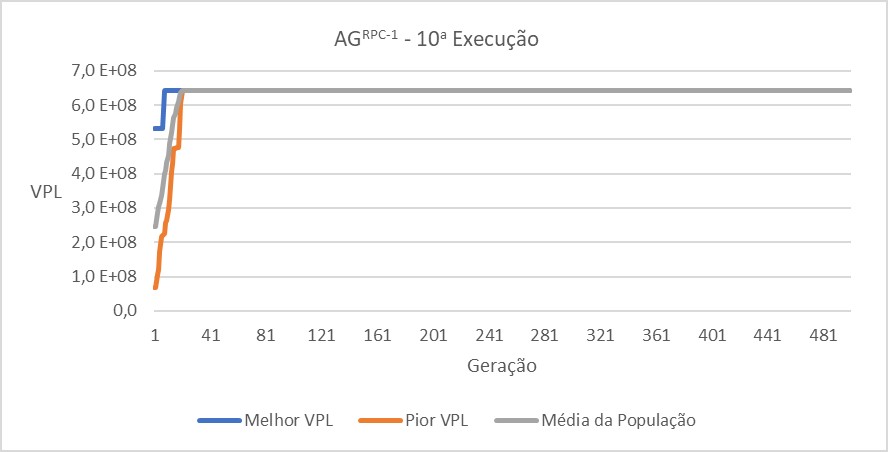 AGRPC-1 - 10ª Execução
7,0 E+08
6,0 E+08
5,0 E+08
4,0 E+08
3,0 E+08
2,0 E+08
1,0 E+08
0,0
VPL
1 41 81 121 161 201 241 281 321 361 401 441 481
Geração
Melhor VPL Pior VPL Média da População